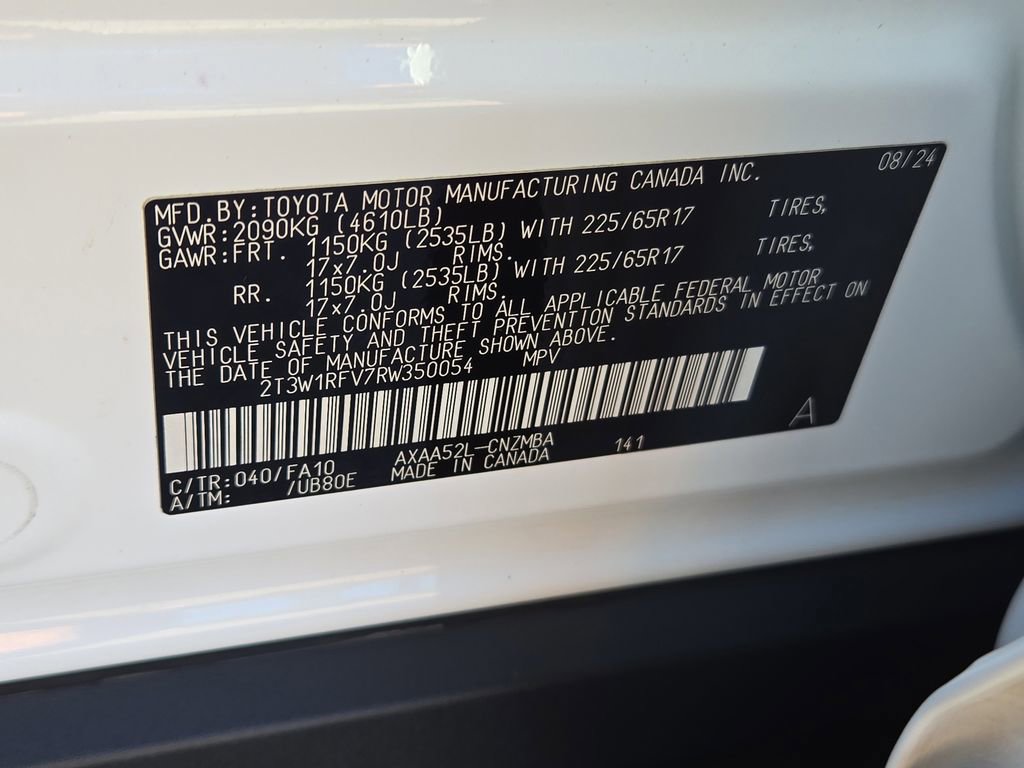 08/24
MFD.BY:TOYOTA MOTOR MANUFACTURING CANADA INC.
GVWR:2090KG (4610LB)
GAWR:FRT. 1150KG (2535LB) WITH 225/65R17 TIRES,
17x7.0J RIMS.
RR. 1150KG (2535LB) WITH 225/65R17 TIRES,
17x7.0J RIMS.
THIS VEHICLE CONFORMS TO ALL APPLICABLE FEDERAL MOTOR
VEHICLE SAFETY AND THEFT PREVENTION STANDARDS IN EFFECT ON
THE DATE OF MANUFACTURE SHOWN ABOVE.
2T3W1RFV7RW350054 MPV
A
C/TR:040/FA10 AXAA52L-CNZMBA 141
A/TM: /UB80E MADE IN CANADA